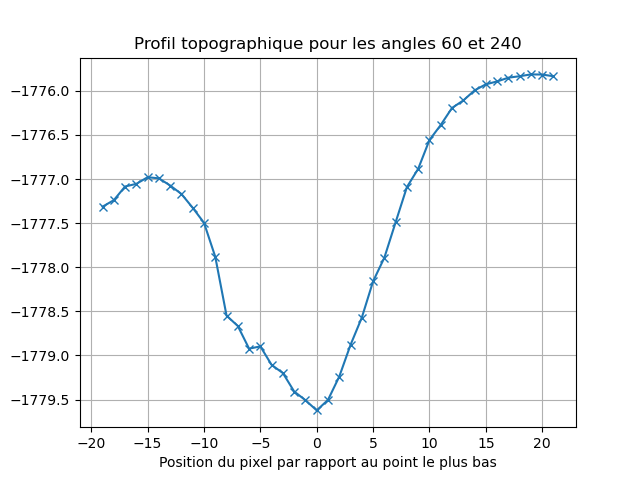 Profil topographique pour les angles 60 et 240
−1776.0
−1776.5
−1777.0
−1777.5
−1778.0
−1778.5
−1779.0
−1779.5
−20 −15 −10 −5 0 5 10 15 20
Position du pixel par rapport au point le plus bas